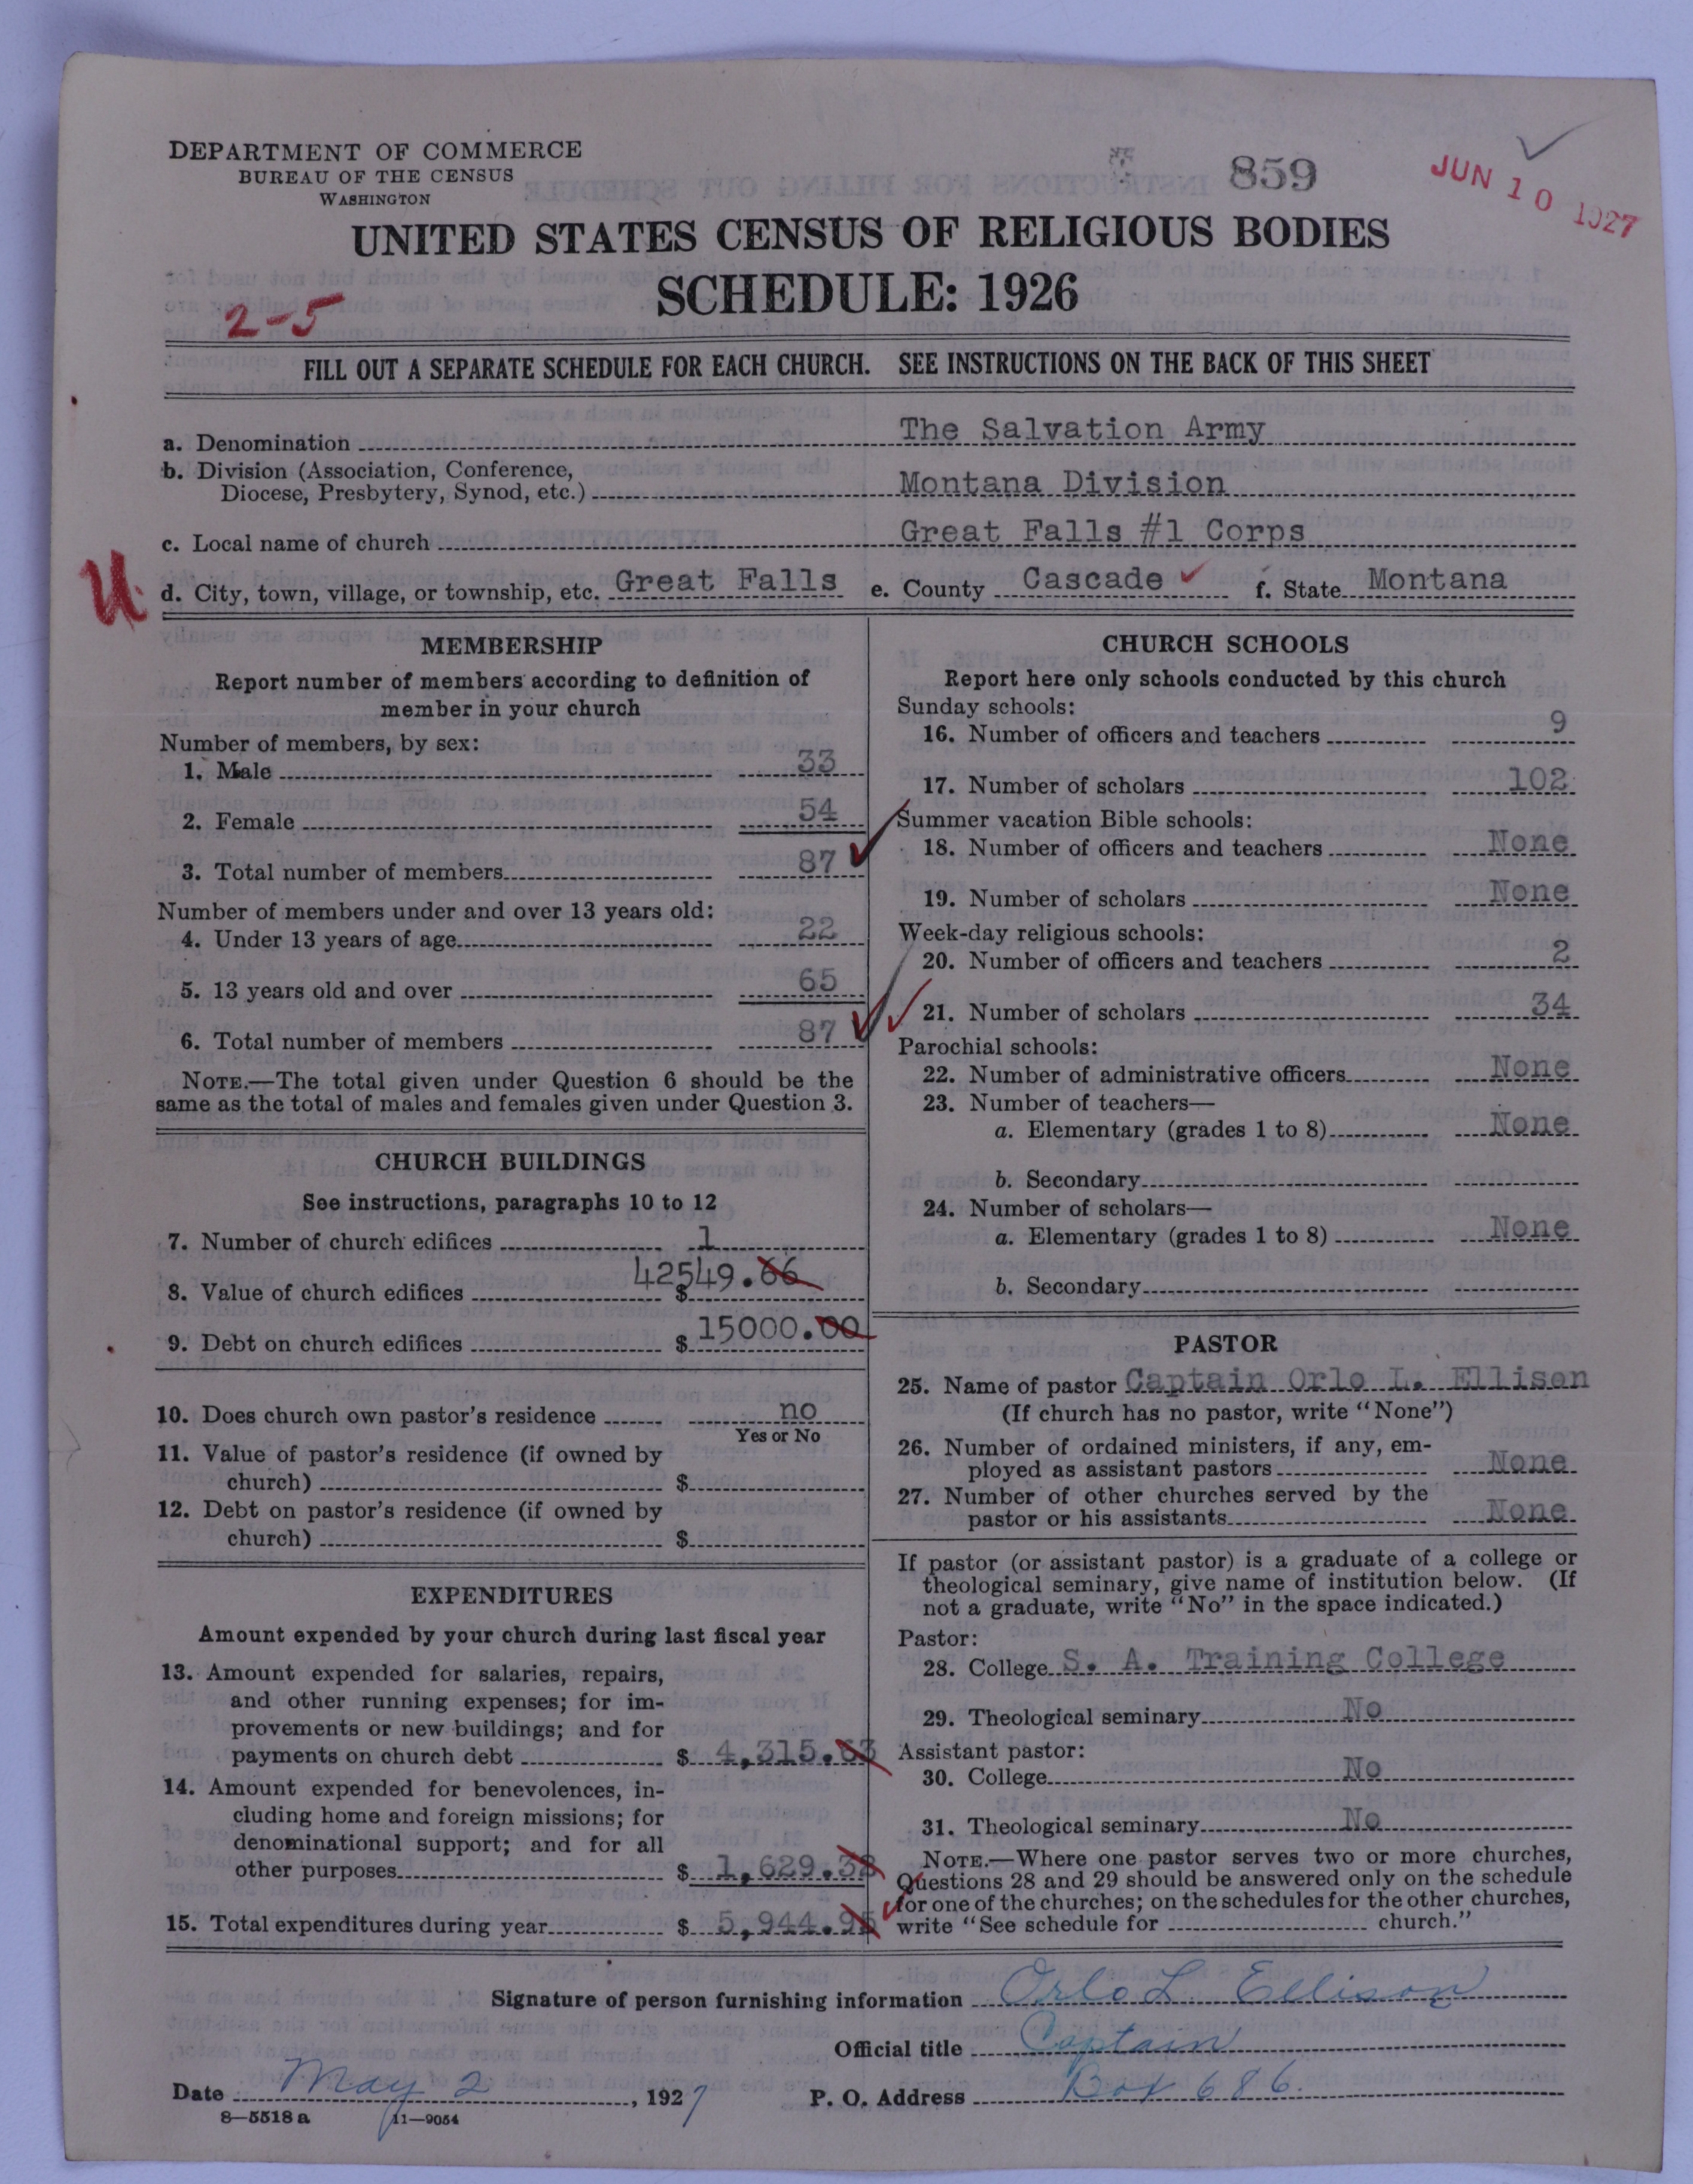 DEPARTMENT OF COMMERCE
BUREAU OF THE CENSUS
WASHINGTON
859
JUN 10 1927
UNITED STATES CENSUS OF RELIGIOUS BODIES
SCHEDULE: 1926
2-5
FILL OUT A SEPARATE SCHEDULE FOR EACH CHURCH. SEE INSTRUCTIONS ON THE BACK OF THIS SHEET
a. Denomination The Salvation Army
b. Division (Association, Conference,
Diocese, Presbytery, Synod, etc.) Montana Division
c. Local name of church Great Falls #1 Corps
U
d. City, town, village, or township, etc. Great Falls e. County Cascade f. State Montana
MEMBERSHIP
Report number of members according to definition of
member in your church
Number of members, by sex:
1. Male 33
2. Female 54
3. Total number of members 87
Number of members under and over 13 years old:
4. Under 13 years of age 22
5. 13 years old and over 65
6. Total number of members 87
NOTE.—The total given under Question 6 should be the
same as the total of males and females given under Question 3.
CHURCH BUILDINGS
See instructions, paragraphs 10 to 12
7. Number of church edifices 1
8. Value of church edifices $ 42549.66
9. Debt on church edifices $ 15000.00
10. Does church own pastor's residence no
Yes or No
11. Value of pastor's residence (if owned by
church) $
12. Debt on pastor's residence (if owned by
church) $
EXPENDITURES
Amount expended by your church during last fiscal year
13. Amount expended for salaries, repairs,
and other running expenses; for im-
provements or new buildings; and for
payments on church debt $ 4,315.63
14. Amount expended for benevolences, in-
cluding home and foreign missions; for
denominational support; and for all
other purposes $ 1,629.32
15. Total expenditures during year $ 5,944.95
CHURCH SCHOOLS
Report here only schools conducted by this church
Sunday schools:
16. Number of officers and teachers 9
17. Number of scholars 102
Summer vacation Bible schools:
18. Number of officers and teachers None
19. Number of scholars None
Week-day religious schools:
20. Number of officers and teachers 2
21. Number of scholars 34
Parochial schools:
22. Number of administrative officers None
23. Number of teachers—
a. Elementary (grades 1 to 8) None
b. Secondary
24. Number of scholars—
a. Elementary (grades 1 to 8) None
b. Secondary
PASTOR
25. Name of pastor Captain Orlo L. Ellison
(If church has no pastor, write "None")
26. Number of ordained ministers, if any, em-
ployed as assistant pastors None
27. Number of other churches served by the
pastor or his assistants None
If pastor (or assistant pastor) is a graduate of a college or
theological seminary, give name of institution below. (If
not a graduate, write "No" in the space indicated.)
Pastor:
28. College S. A. Training College
29. Theological seminary No
Assistant pastor:
30. College No
31. Theological seminary No
NOTE.—Where one pastor serves two or more churches,
Questions 28 and 29 should be answered only on the schedule
for one of the churches; on the schedules for the other churches,
write "See schedule for church."
Signature of person furnishing information Orlo L Ellison
Official title Captain
Date May 2, 1927 P. O. Address Box 686.
8—5518 a 11—9054